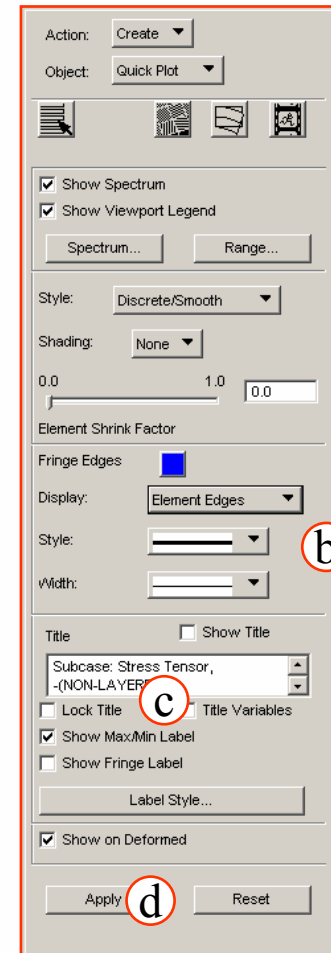 Action: Create
Object: Quick Plot
Show Spectrum
Show Viewport Legend
Spectrum... Range...
Style: Discrete/Smooth
Shading: None
0.0 1.0 0.0
Element Shrink Factor
Fringe Edges
Display: Element Edges
Style:
b
Width:
Title Show Title
Subcase: Stress Tensor,
-(NON-LAYER
c
Lock Title Title Variables
Show Max/Min Label
Show Fringe Label
Label Style...
Show on Deformed
Apply d Reset